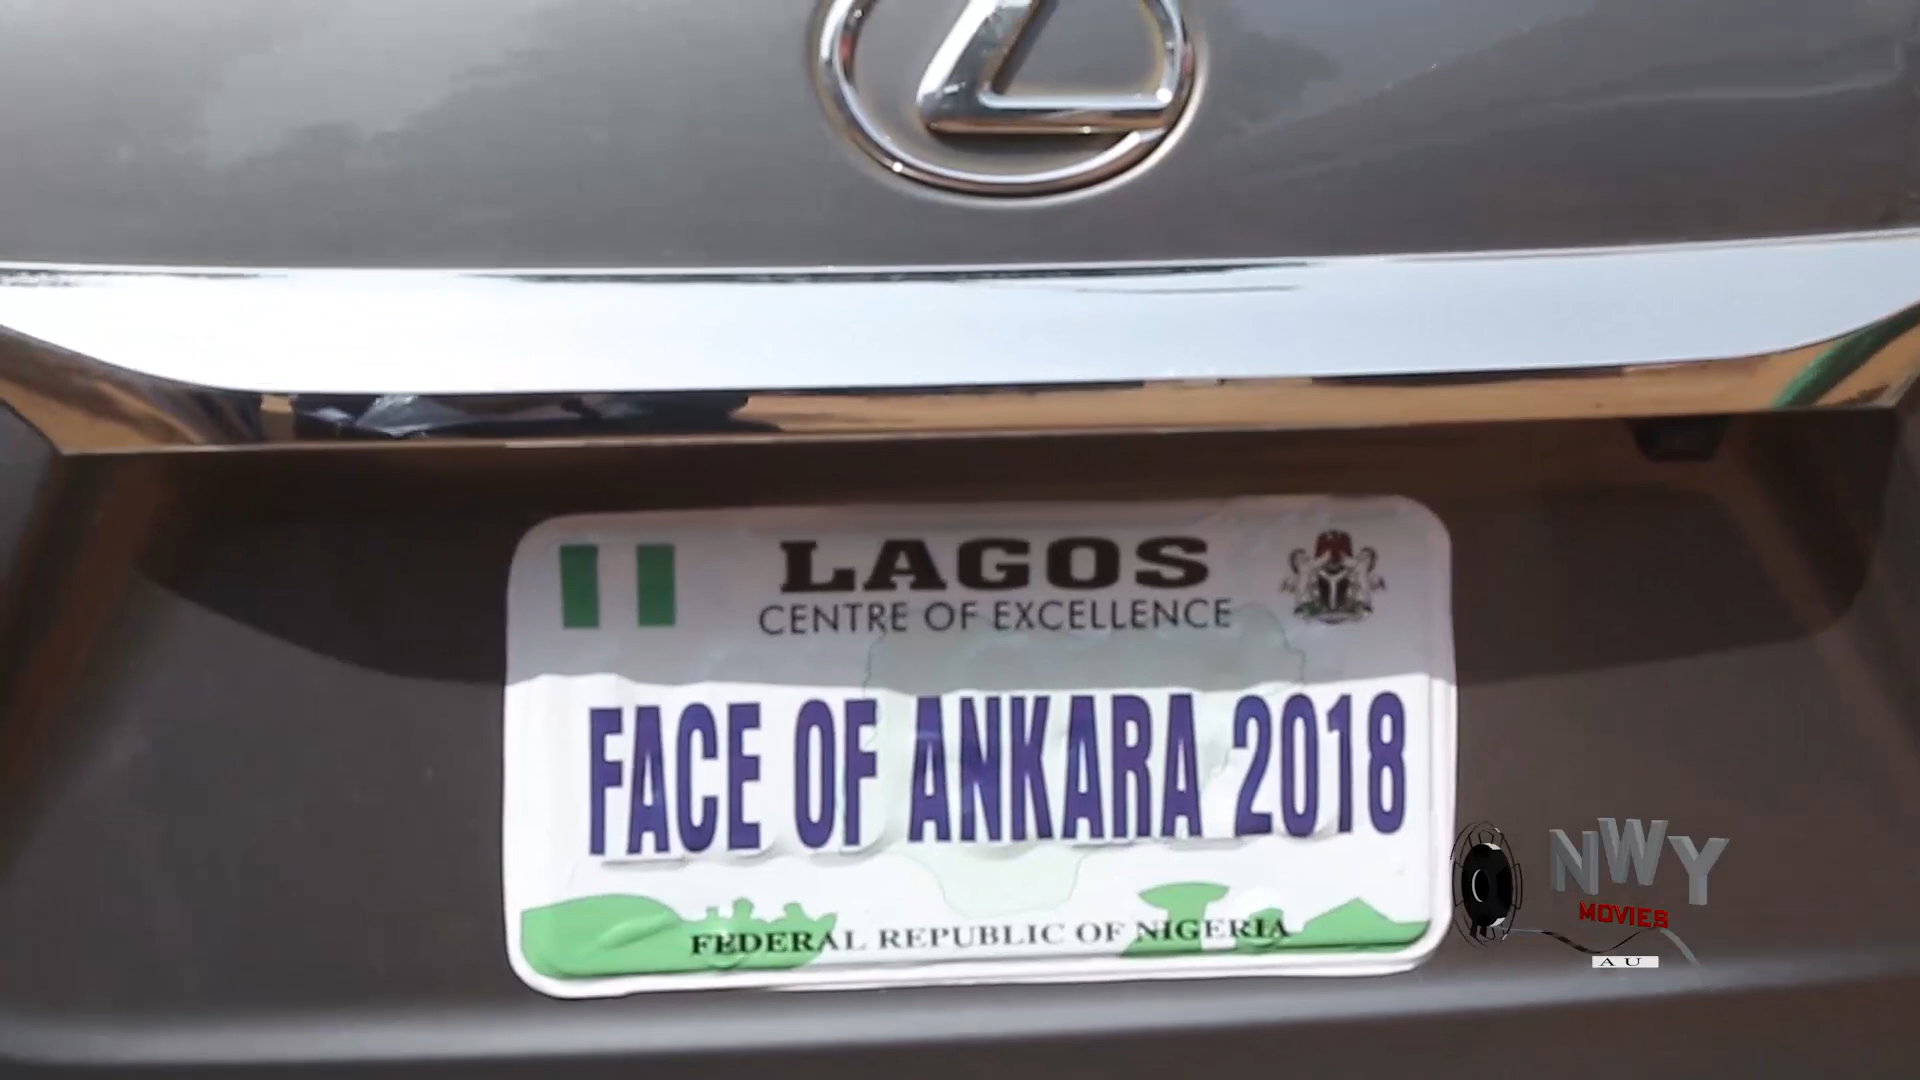 LAGOS
CENTRE OF EXCELLENCE
FACE OF ANKARA 2018
FEDERAL REPUBLIC OF NIGERIA
NWY
MOVIES
AU